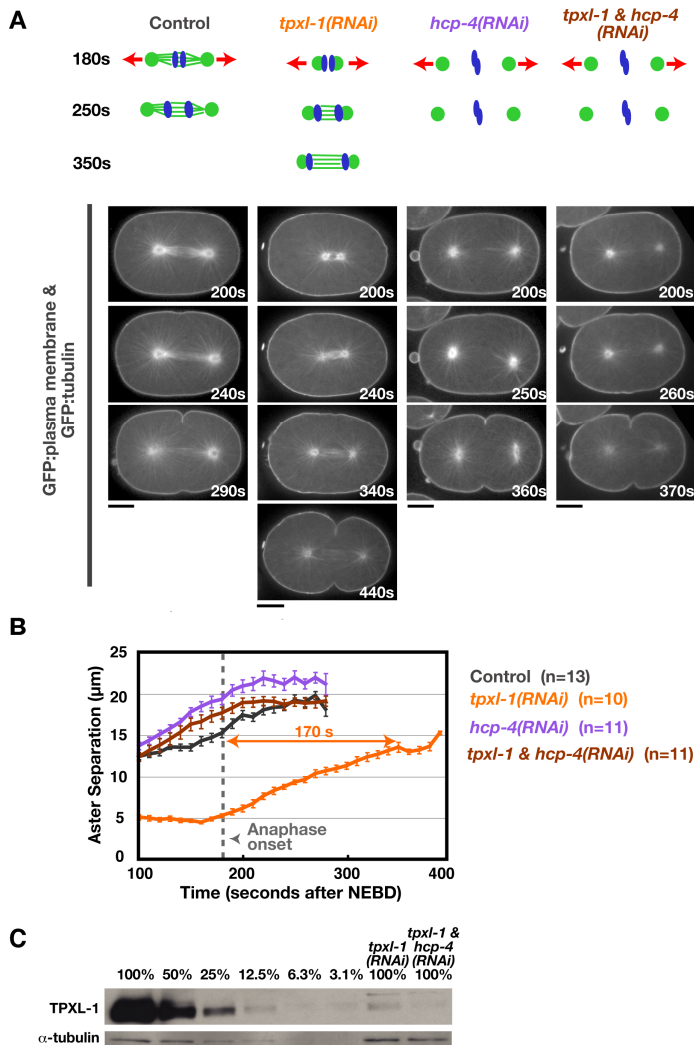 A
Control
tpxl-1(RNAi)
hcp-4(RNAi)
tpxl-1 & hcp-4
(RNAi)
180s
250s
350s
GFP:plasma membrane &
GFP:tubulin
200s
200s
200s
200s
240s
240s
250s
260s
290s
340s
360s
370s
440s
B
Aster Separation (µm)
25
20
15
10
5
0
170 s
Anaphase
onset
100
200
300
400
Time (seconds after NEBD)
Control (n=13)
tpxl-1(RNAi) (n=10)
hcp-4(RNAi) (n=11)
tpxl-1 & hcp-4(RNAi) (n=11)
C
100%
50%
25%
12.5%
6.3%
3.1%
tpxl-1
(RNAi)
100%
tpxl-1 &
hcp-4
(RNAi)
100%
TPXL-1
α-tubulin